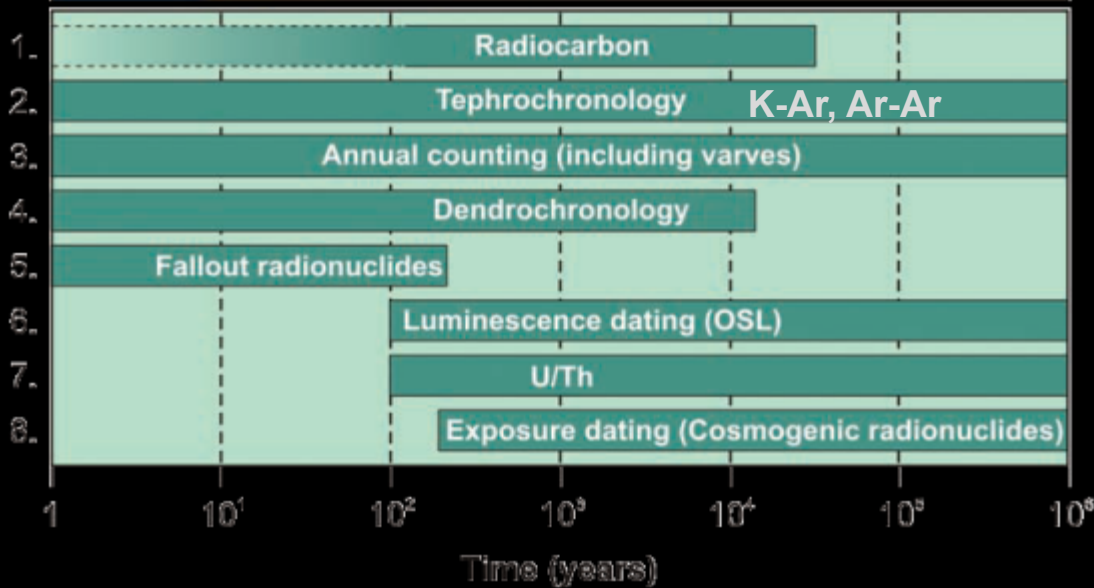 1. Radiocarbon
2. Tephrochronology K-Ar, Ar-Ar
3. Annual counting (including varves)
4. Dendrochronology
5. Fallout radionuclides
6. Luminescence dating (OSL)
7. U/Th
8. Exposure dating (Cosmogenic radionuclides)
1 10¹ 10² 10³ 10⁴ 10⁵ 10⁶
Time (years)